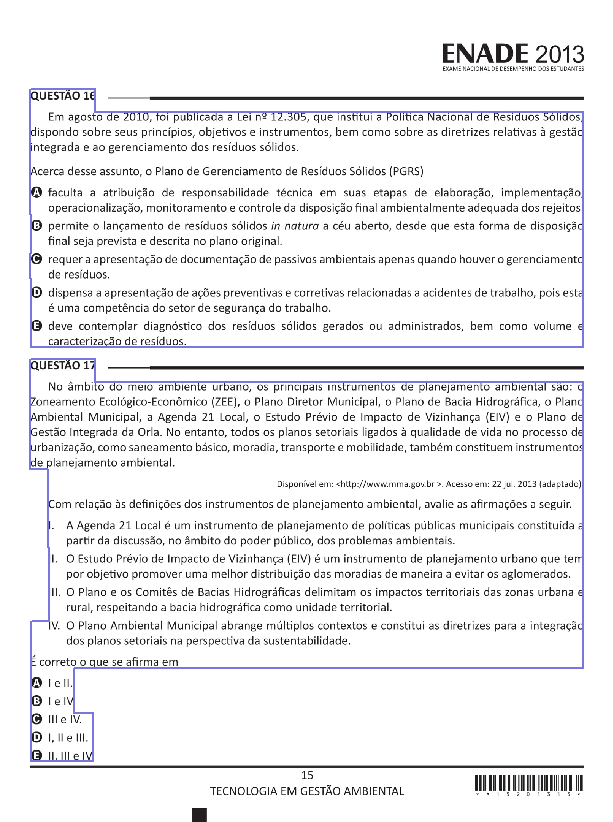 ENADE 2013
EXAME NACIONAL DE DESEMPENHO DOS ESTUDANTES
QUESTÃO 16
Em agosto de 2010, foi publicada a Lei nº 12.305, que institui a Política Nacional de Resíduos Sólidos,
dispondo sobre seus princípios, objetivos e instrumentos, bem como sobre as diretrizes relativas à gestão
integrada e ao gerenciamento dos resíduos sólidos.
Acerca desse assunto, o Plano de Gerenciamento de Resíduos Sólidos (PGRS)
A faculta a atribuição de responsabilidade técnica em suas etapas de elaboração, implementação,
operacionalização, monitoramento e controle da disposição final ambientalmente adequada dos rejeitos
B permite o lançamento de resíduos sólidos in natura a céu aberto, desde que esta forma de disposição
final seja prevista e descrita no plano original.
C requer a apresentação de documentação de passivos ambientais apenas quando houver o gerenciamento
de resíduos.
D dispensa a apresentação de ações preventivas e corretivas relacionadas a acidentes de trabalho, pois esta
é uma competência do setor de segurança do trabalho.
E deve contemplar diagnóstico dos resíduos sólidos gerados ou administrados, bem como volume e
caracterização de resíduos.
QUESTÃO 17
No âmbito do meio ambiente urbano, os principais instrumentos de planejamento ambiental são: o
Zoneamento Ecológico-Econômico (ZEE), o Plano Diretor Municipal, o Plano de Bacia Hidrográfica, o Plano
Ambiental Municipal, a Agenda 21 Local, o Estudo Prévio de Impacto de Vizinhança (EIV) e o Plano de
Gestão Integrada da Orla. No entanto, todos os planos setoriais ligados à qualidade de vida no processo de
urbanização, como saneamento básico, moradia, transporte e mobilidade, também constituem instrumentos
de planejamento ambiental.
Disponível em: <http://www.mma.gov.br >. Acesso em: 22 jul. 2013 (adaptado)
Com relação às definições dos instrumentos de planejamento ambiental, avalie as afirmações a seguir.
I. A Agenda 21 Local é um instrumento de planejamento de políticas públicas municipais constituída a
partir da discussão, no âmbito do poder público, dos problemas ambientais.
II. O Estudo Prévio de Impacto de Vizinhança (EIV) é um instrumento de planejamento urbano que tem
por objetivo promover uma melhor distribuição das moradias de maneira a evitar os aglomerados.
III. O Plano e os Comitês de Bacias Hidrográficas delimitam os impactos territoriais das zonas urbana e
rural, respeitando a bacia hidrográfica como unidade territorial.
IV. O Plano Ambiental Municipal abrange múltiplos contextos e constitui as diretrizes para a integração
dos planos setoriais na perspectiva da sustentabilidade.
É correto o que se afirma em
A I e II.
B I e IV
C III e IV.
D I, II e III.
E II, III e IV
15
TECNOLOGIA EM GESTÃO AMBIENTAL